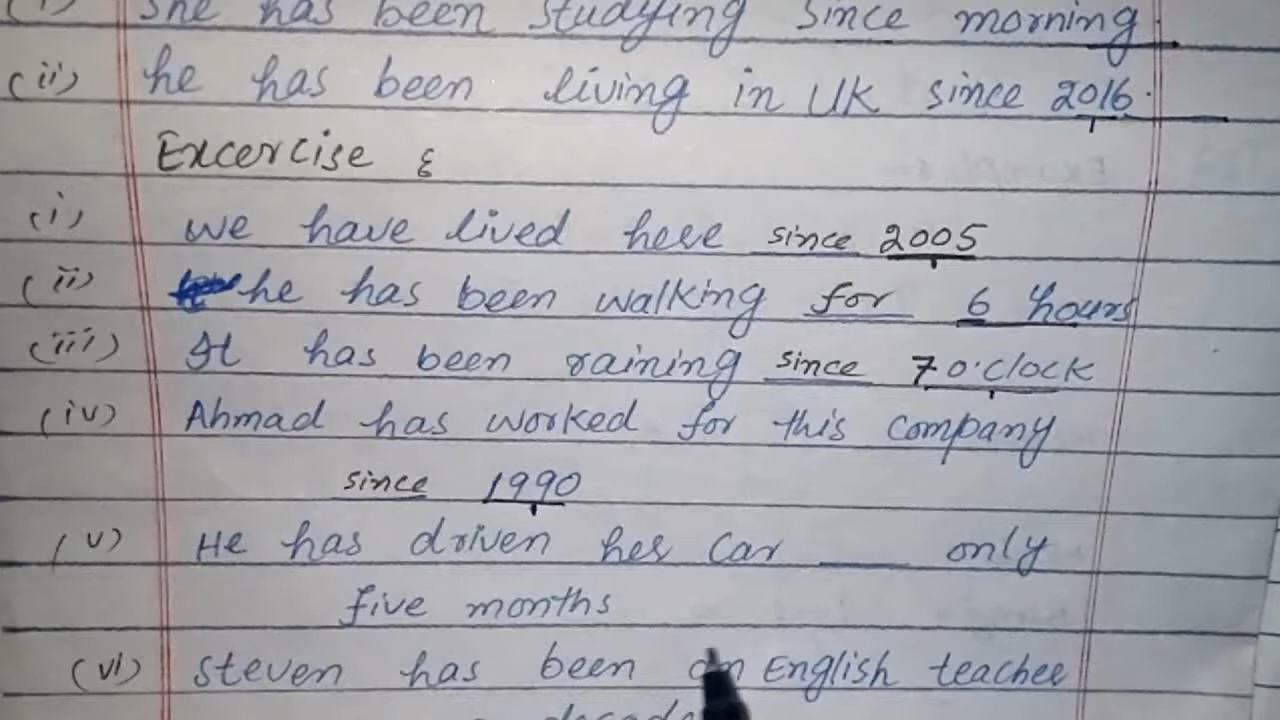 (i) She has been studying since morning.
(ii) he has been living in UK since 2016.
Excercise :
(i) We have lived here since 2005
(ii) he has been walking for 6 hours
(iii) It has been raining since 7 o'clock
(iv) Ahmad has worked for this company
since 1990
(v) He has driven her car ___ only
five months
(vi) Steven has been an English teacher
decade